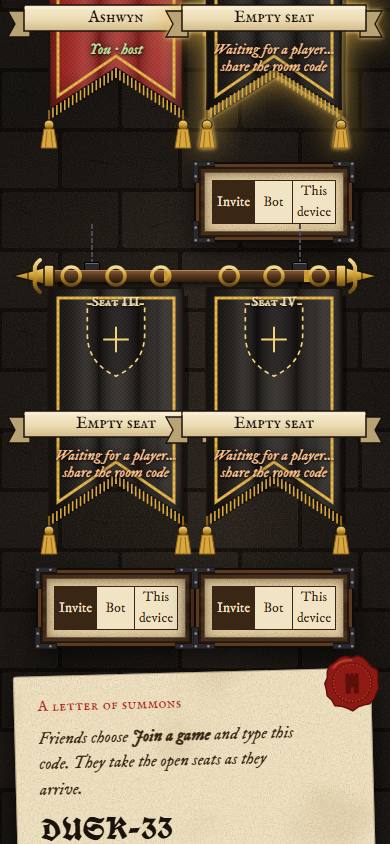 Ashwyn
Empty seat
You · host
Waiting for a player...
share the room code
Invite
Bot
This
device
Seat III
Seat IV
Empty seat
Empty seat
Waiting for a player...
share the room code
Waiting for a player...
share the room code
Invite
Bot
This
device
Invite
Bot
This
device
A letter of summons
Friends choose Join a game and type this
code. They take the open seats as they
arrive.
DUSK-33